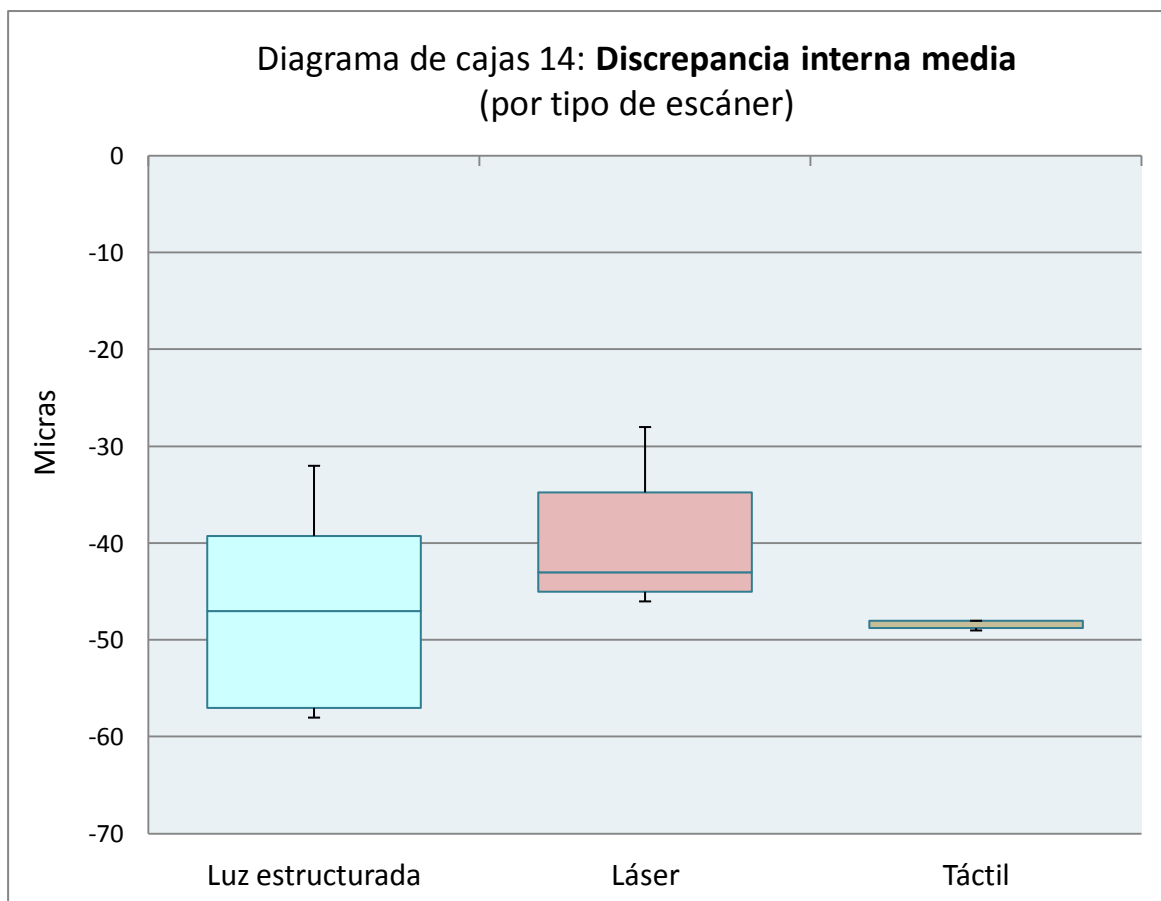 Diagrama de cajas 14: Discrepancia interna media
(por tipo de escáner)
0
-10
-20
-30
-40
-50
-60
-70
Micras
Luz estructurada
Láser
Táctil